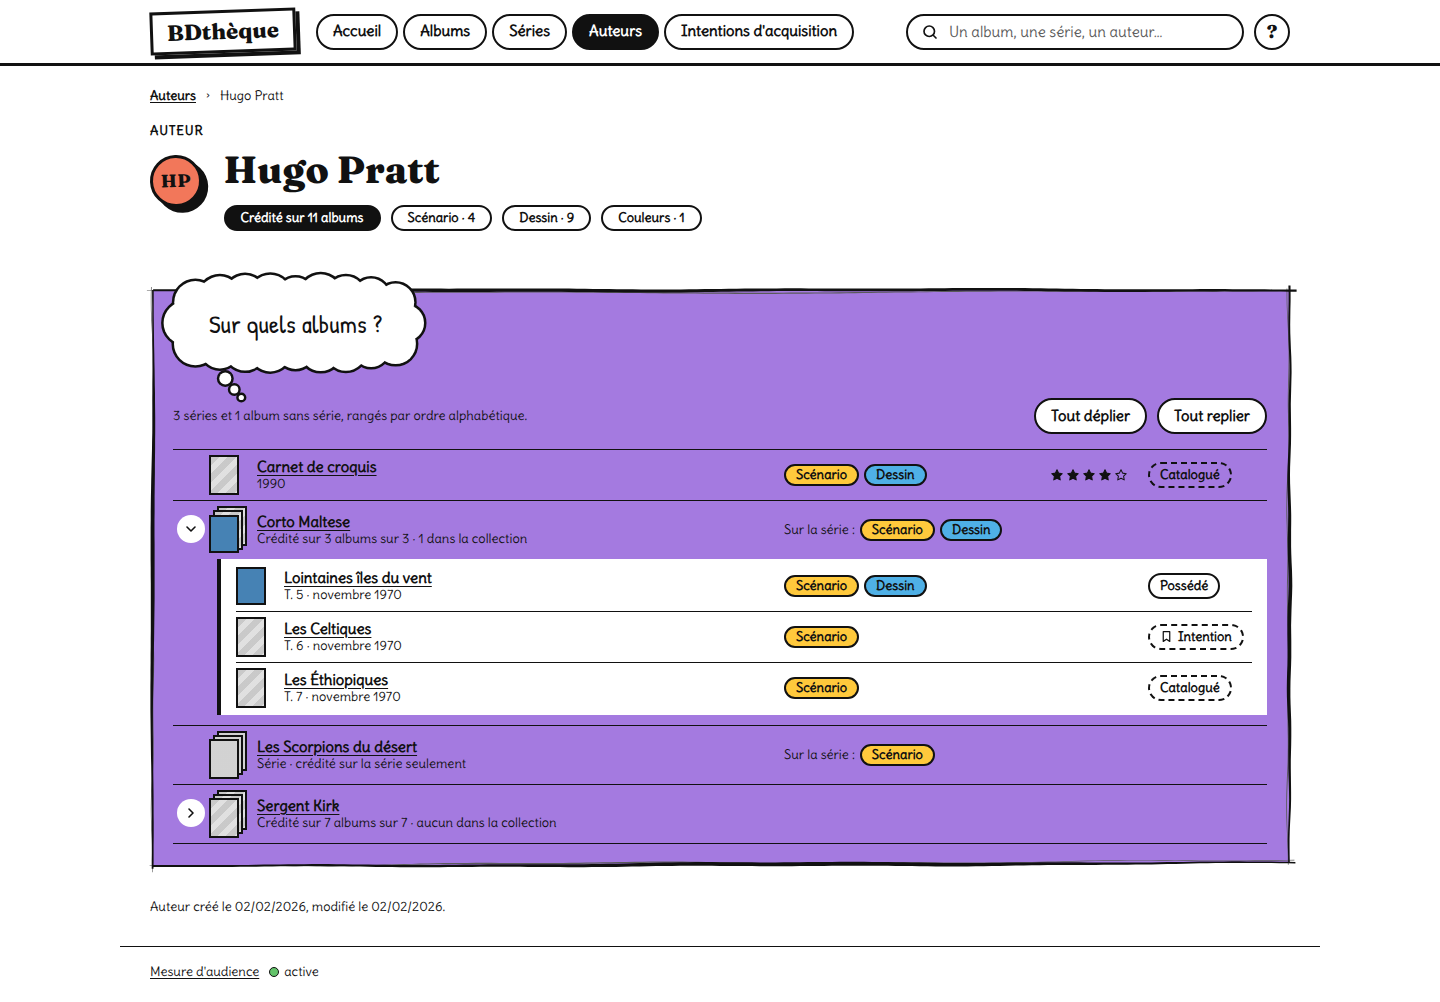 BDthèque
Accueil
Albums
Séries
Auteurs
Intentions d'acquisition
Un album, une série, un auteur...
?
Auteurs › Hugo Pratt
AUTEUR
HP
Hugo Pratt
Crédité sur 11 albums
Scénario · 4
Dessin · 9
Couleurs · 1
Sur quels albums ?
3 séries et 1 album sans série, rangés par ordre alphabétique.
Tout déplier
Tout replier
Carnet de croquis
1990
Scénario
Dessin
Catalogué
Corto Maltese
Crédité sur 3 albums sur 3 · 1 dans la collection
Sur la série : Scénario Dessin
Lointaines îles du vent
T. 5 · novembre 1970
Scénario
Dessin
Possédé
Les Celtiques
T. 6 · novembre 1970
Scénario
Intention
Les Éthiopiques
T. 7 · novembre 1970
Scénario
Catalogué
Les Scorpions du désert
Série · crédité sur la série seulement
Sur la série : Scénario
Sergent Kirk
Crédité sur 7 albums sur 7 · aucun dans la collection
Auteur créé le 02/02/2026, modifié le 02/02/2026.
Mesure d'audience active